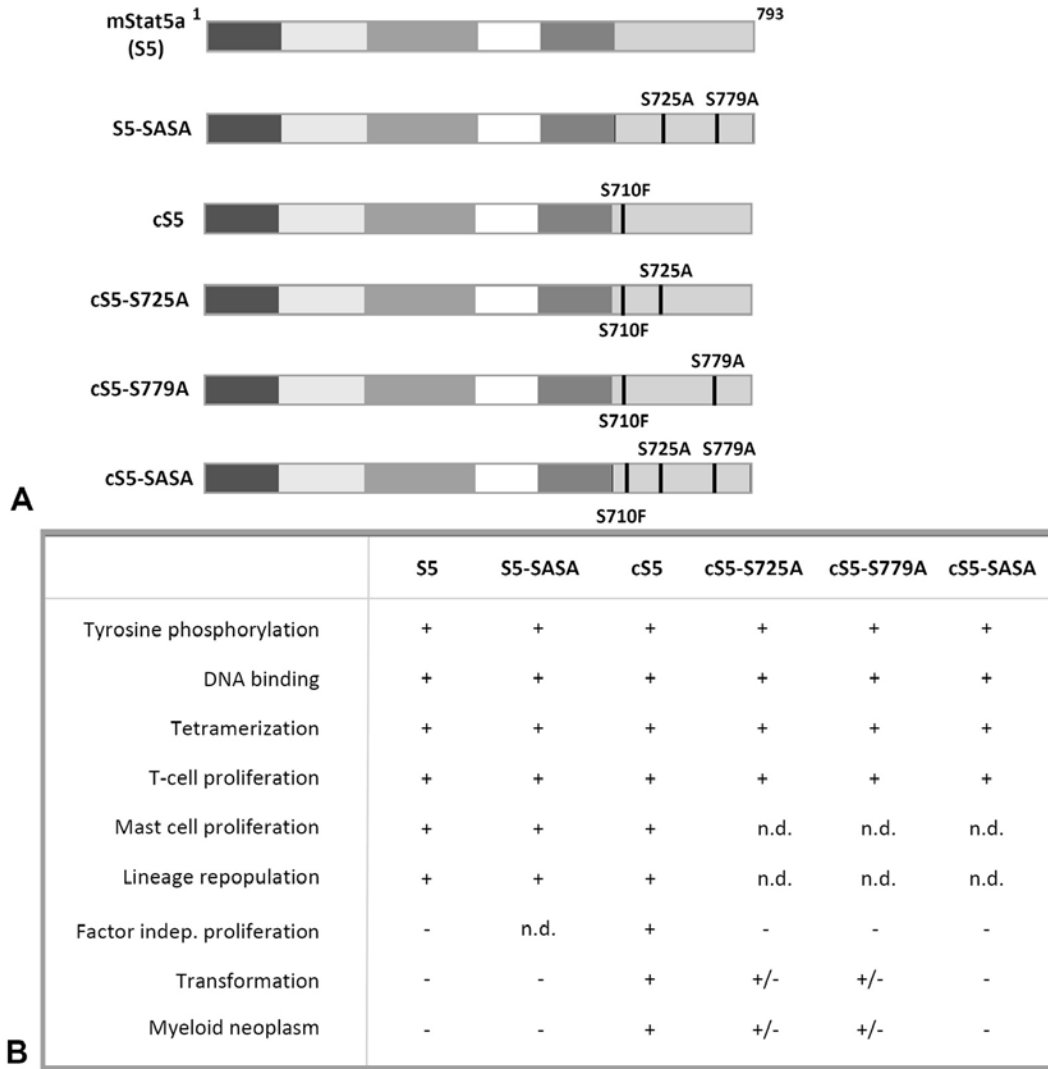 mStat5a 1 793
(S5)
S725A S779A
S5-SASA
S710F
cS5
S725A
cS5-S725A
S710F
S779A
cS5-S779A
S710F
S725A S779A
cS5-SASA
S710F
A
S5 S5-SASA cS5 cS5-S725A cS5-S779A cS5-SASA
Tyrosine phosphorylation + + + + + +
DNA binding + + + + + +
Tetramerization + + + + + +
T-cell proliferation + + + + + +
Mast cell proliferation + + + n.d. n.d. n.d.
Lineage repopulation + + + n.d. n.d. n.d.
Factor indep. proliferation - n.d. + - - -
Transformation - - + +/- +/- -
Myeloid neoplasm - - + +/- +/- -
B